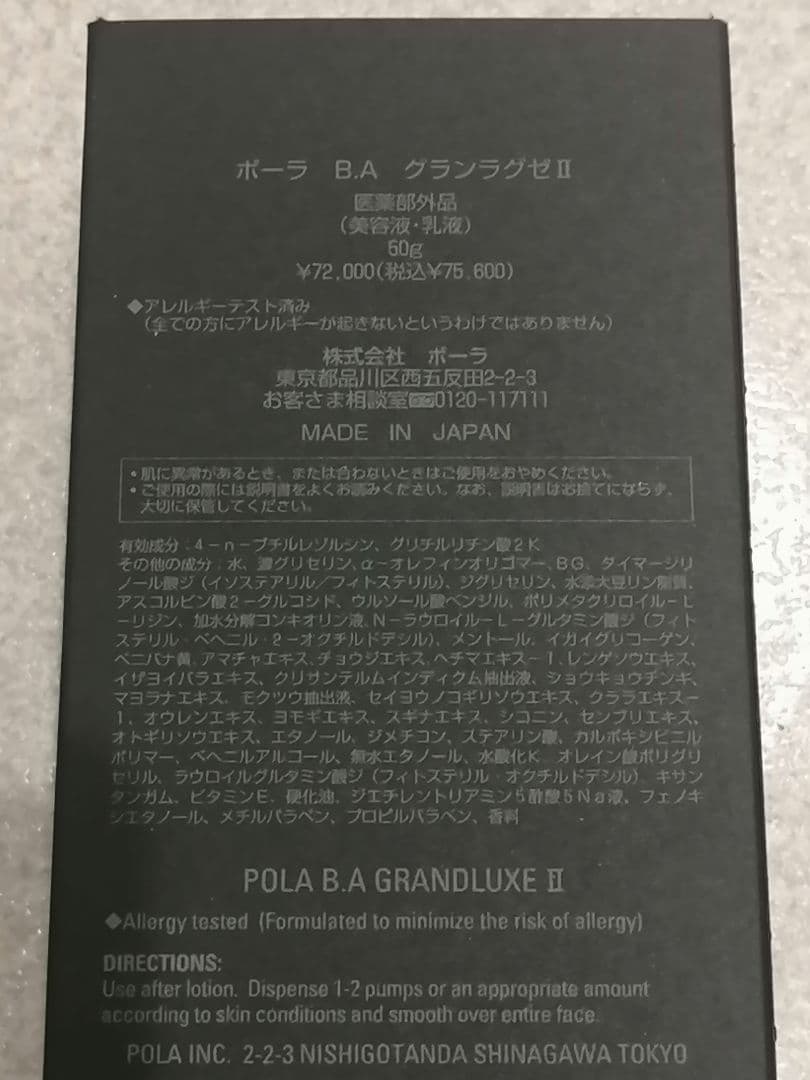 ポーラ B.A グランラグゼⅡ
医薬部外品
(美容液・乳液)
50g
¥72,000(税込¥75,600)
◆アレルギーテスト済み
(全ての方にアレルギーが起きないというわけではありません)
株式会社 ポーラ
東京都品川区西五反田2-2-3
お客さま相談室 0120-117111
MADE IN JAPAN
・肌に異常があるとき、または合わないときはご使用をおやめください。
・ご使用の際には説明書をよくお読みください。なお、説明書はお捨てにならず、
大切に保管してください。
有効成分:4-n-ブチルレゾルシン、グリチルリチン酸2K
その他の成分:水、濃グリセリン、α-オレフィンオリゴマー、BG、ダイマージリ
ノール酸ジ(イソステアリル/フィトステリル)、ジグリセリン、水添大豆リン脂質、
アスコルビン酸2-グルコシド、ウルソール酸ベンジル、ポリメタクリロイル-L
-リジン、加水分解コンキオリン液、N-ラウロイル-L-グルタミン酸ジ(フィト
ステリル・ベヘニル・2-オクチルドデシル)、メントール、イカイグリコーゲン、
ベニバナ黄、アマチャエキス、チョウジエキス、ヘチマエキス-1、レンゲソウエキス、
イザヨイバラエキス、クリサンテルムインディクム抽出液、ショウキョウチンキ、
マヨラナエキス、モクツウ抽出液、セイヨウノコギリソウエキス、クララエキス-
1、オウレンエキス、ヨモギエキス、スギナエキス、シコニン、センブリエキス、
オトギリソウエキス、エタノール、ジメチコン、ステアリン酸、カルボキシビニル
ポリマー、ベヘニルアルコール、無水エタノール、水酸化K、オレイン酸ポリグリ
セリル、ラウロイルグルタミン酸ジ(フィトステリル・オクチルドデシル)、キサン
タンガム、ビタミンE、硬化油、ジエチレントリアミン5酢酸5Na液、フェノキ
シエタノール、メチルパラベン、プロピルパラベン、香料
POLA B.A GRANDLUXE Ⅱ
◆Allergy tested (Formulated to minimize the risk of allergy)
DIRECTIONS:
Use after lotion. Dispense 1-2 pumps or an appropriate amount
according to skin conditions and smooth over entire face.
POLA INC. 2-2-3 NISHIGOTANDA SHINAGAWA TOKYO